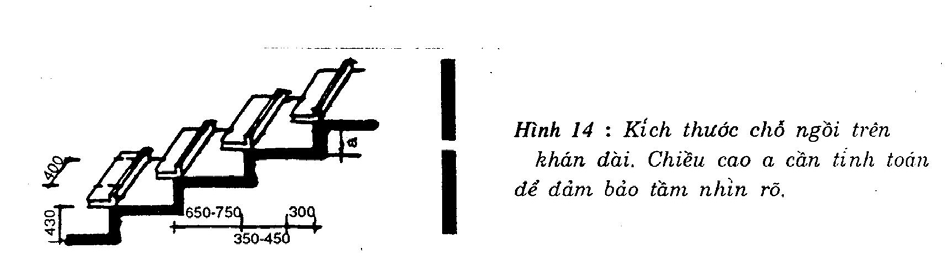 400
430
650-750
300
350-450
a
Hình 14 : Kích thước chỗ ngồi trên
khán dài. Chiều cao a cần tính toán
để đảm bảo tầm nhìn rõ.